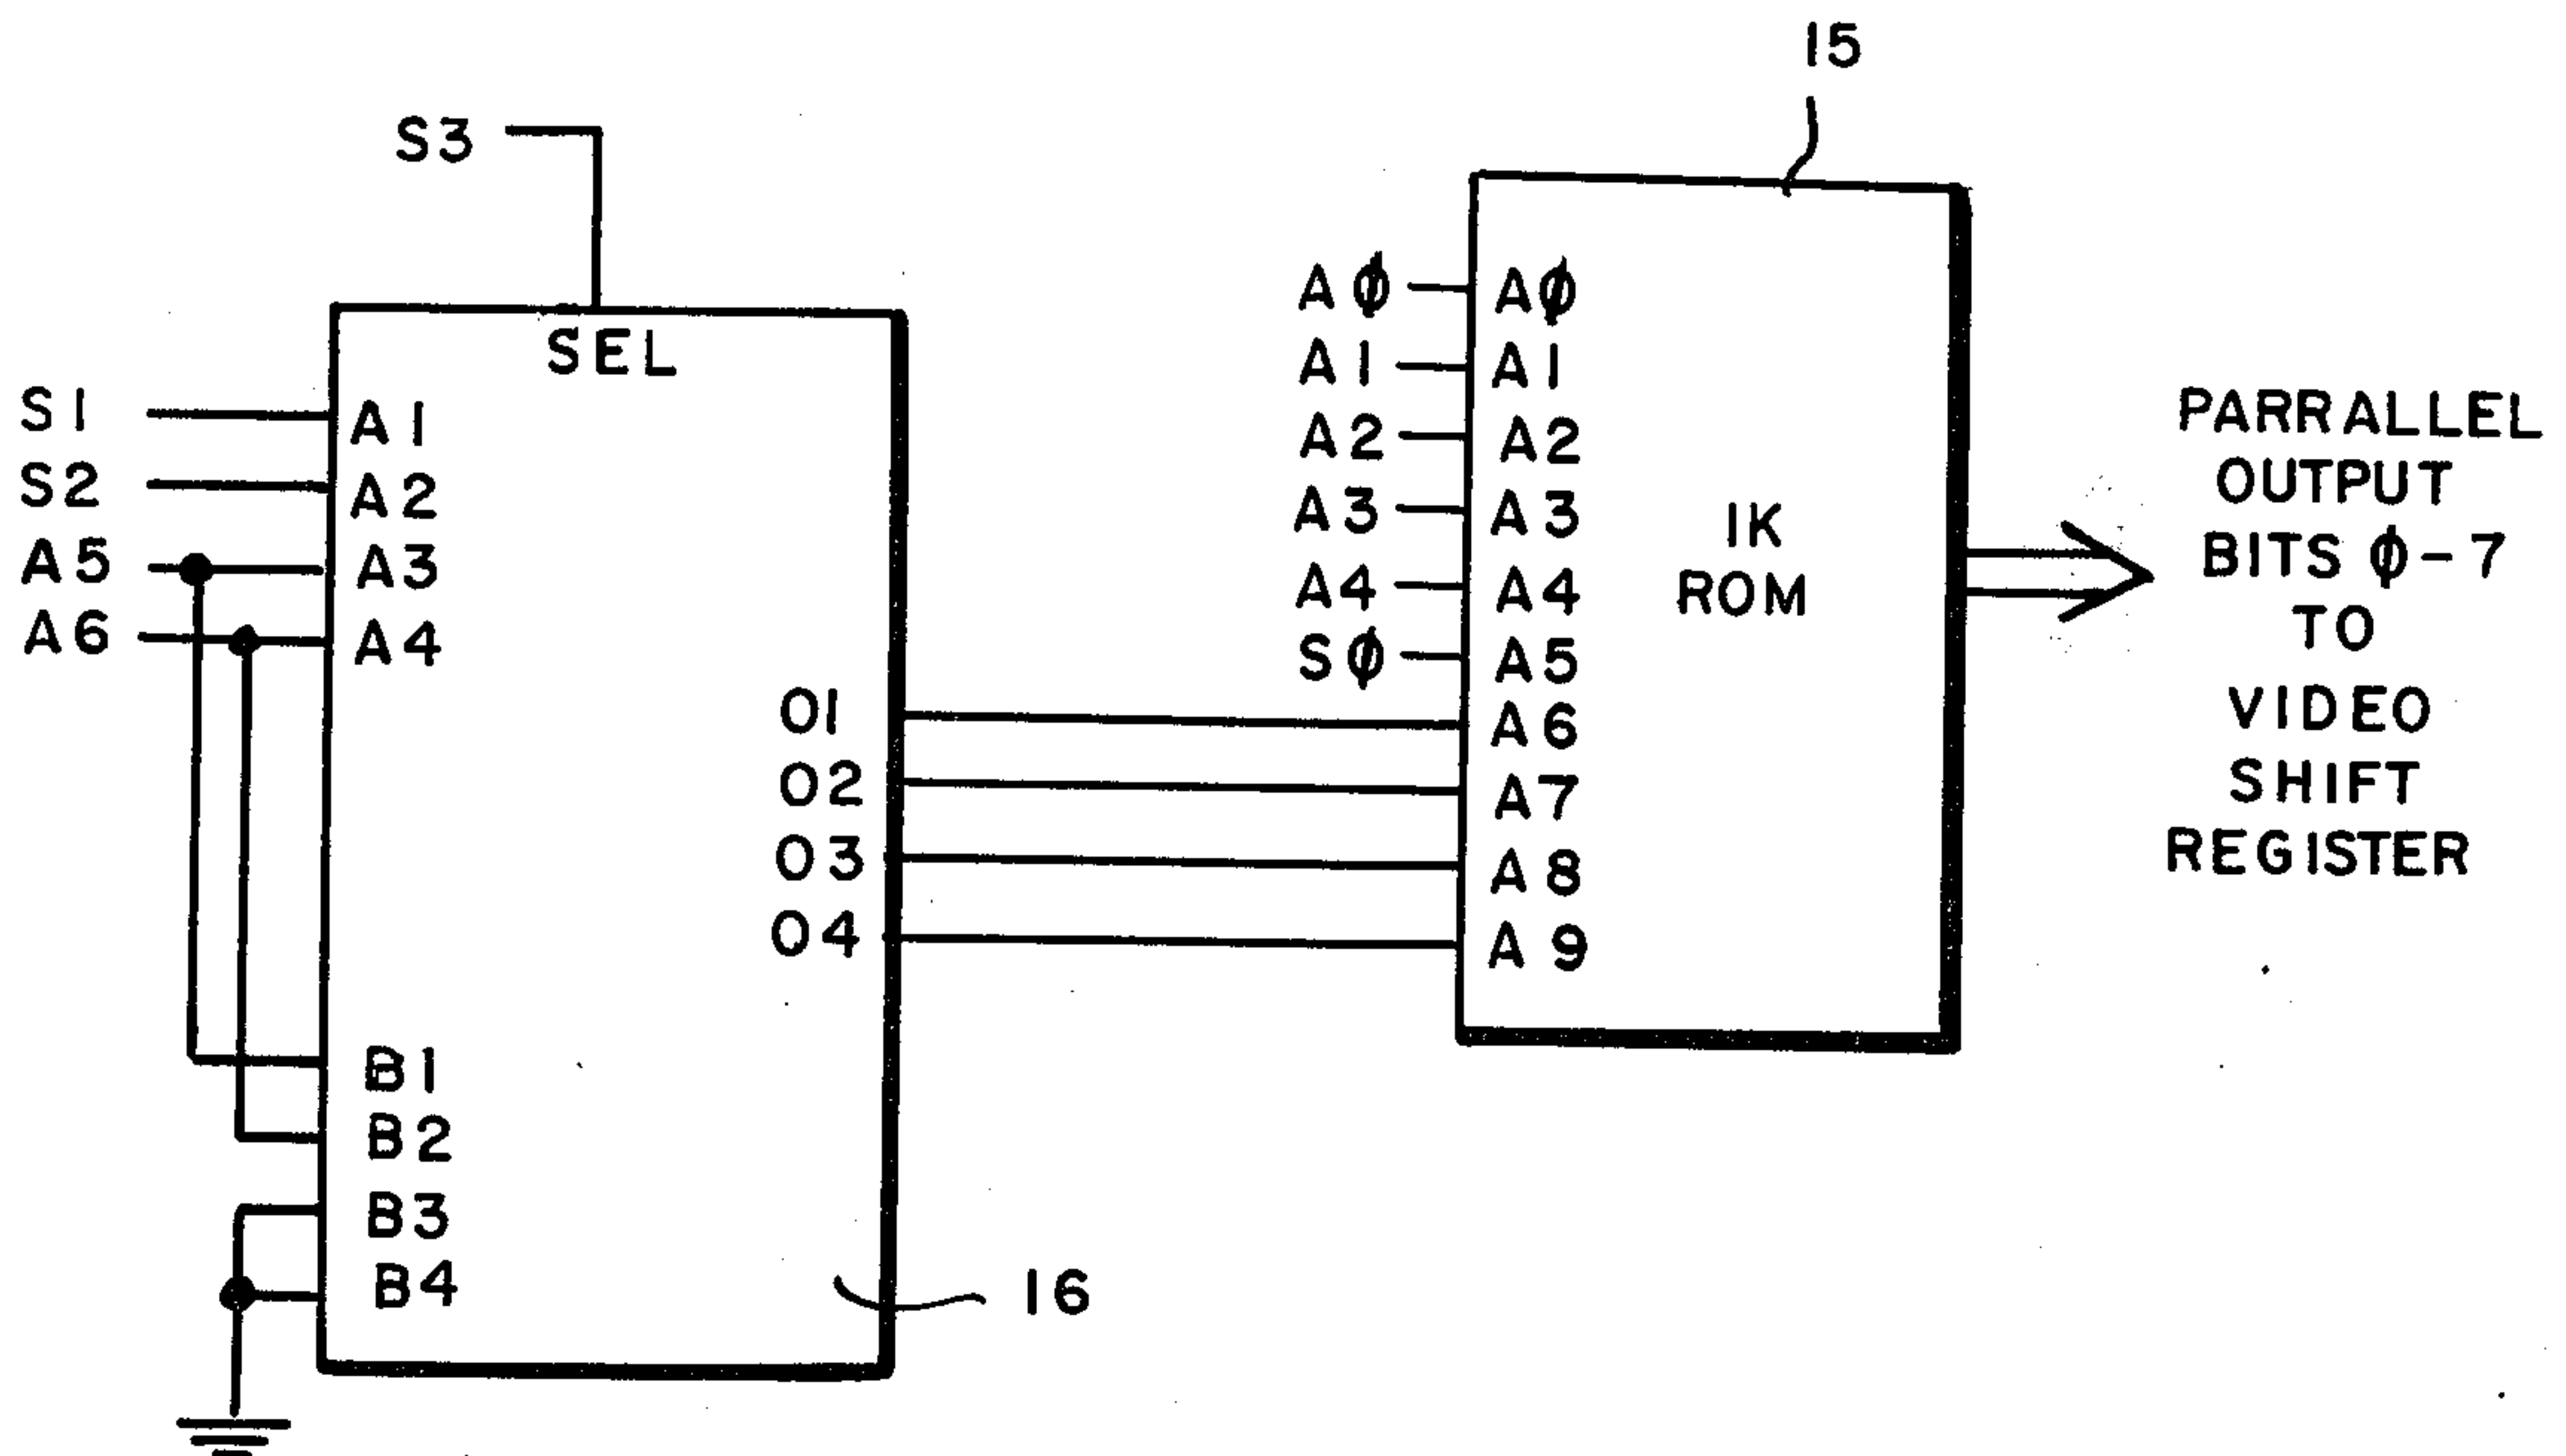 15
S3
SEL
S1 A1
S2 A2
A5 A3
A6 A4
O1
O2
O3
O4
B1
B2
B3
B4
16
Aϕ Aϕ
A1 A1
A2 A2
A3 A3
A4 A4
Sϕ A5
A6
A7
A8
A9
1K
ROM
PARRALLEL
OUTPUT
BITS ϕ-7
TO
VIDEO
SHIFT
REGISTER